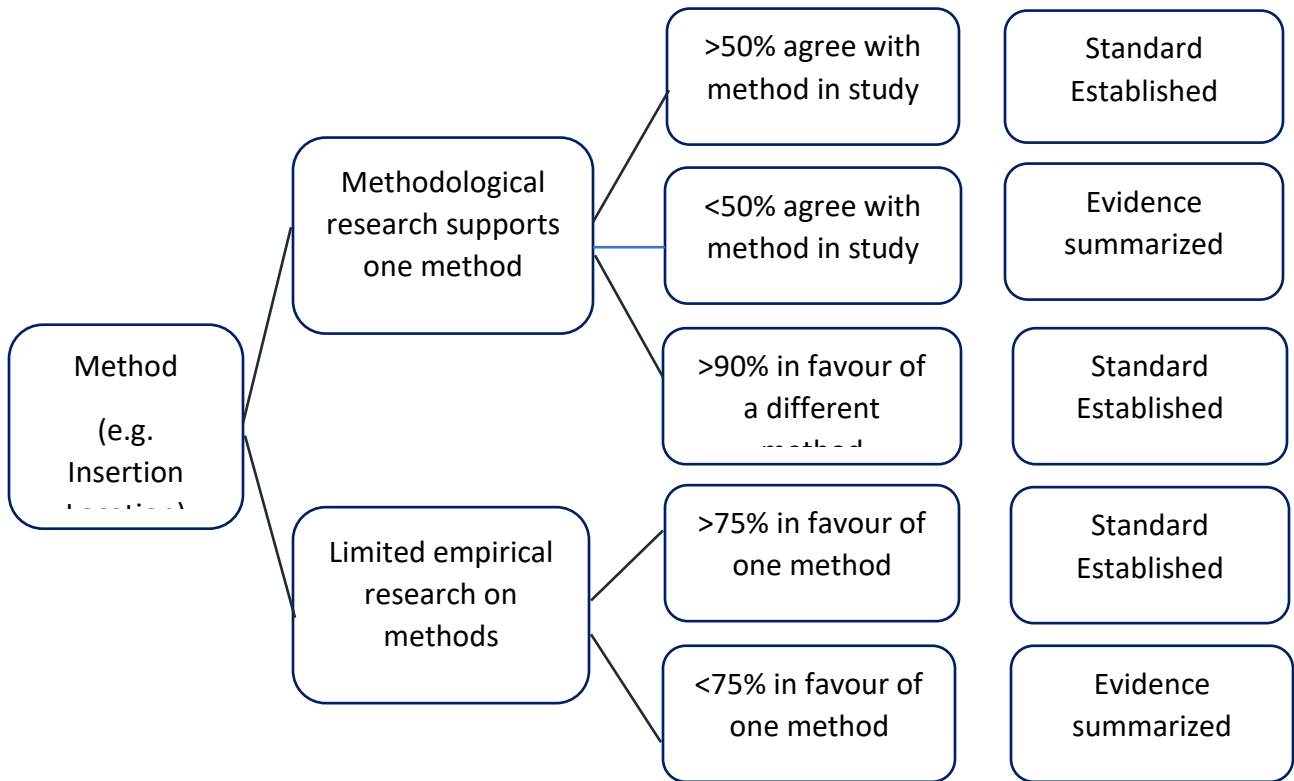 Method
(e.g.
Insertion
Methodological
research supports
one method
Limited empirical
research on
methods
>50% agree with
method in study
<50% agree with
method in study
>90% in favour of
a different
>75% in favour of
one method
<75% in favour of
one method
Standard
Established
Evidence
summarized
Standard
Established
Standard
Established
Evidence
summarized